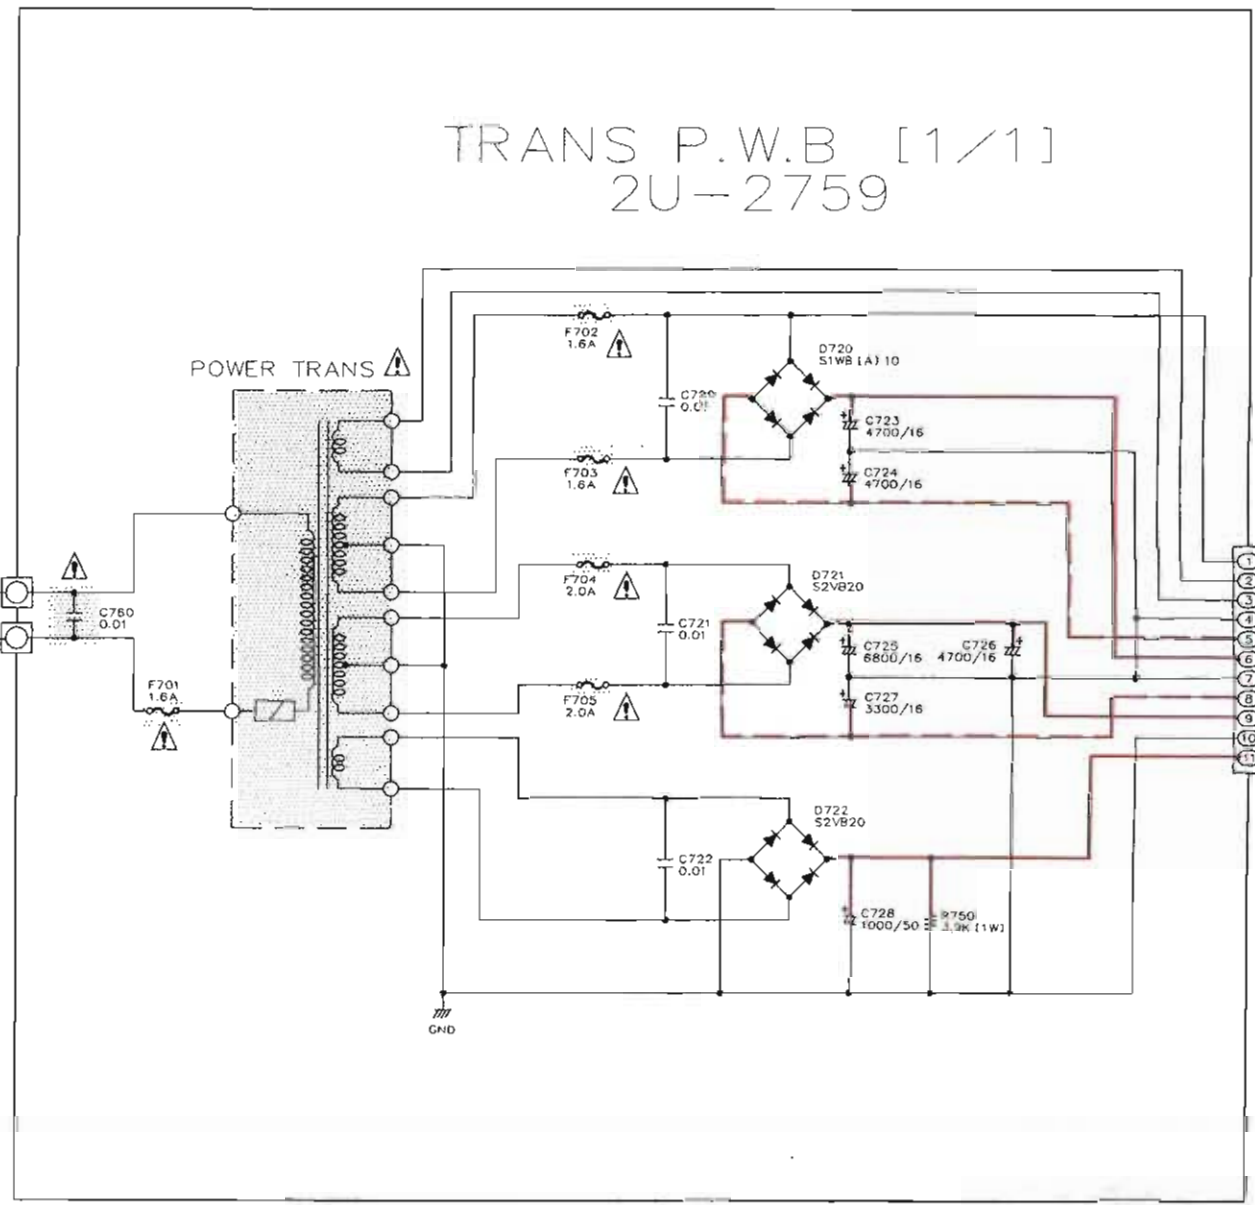 TRANS P.W.B [1/1]
2U-2759
F702
1.6A
POWER TRANS
D720
S1WB(A)10
C720
C723
4700/16
F703
1.6A
C724
4700/16
C760
0.01
F704
2.0A
D721
S2VB20
C721
0.01
C725
6800/16
C726
4700/16
F701
1.6A
F705
2.0A
C727
3300/16
1
2
3
4
5
6
7
8
9
10
11
D722
S2VB20
C722
0.01
C728
1000/50
R750
3.9K(1W)
GND